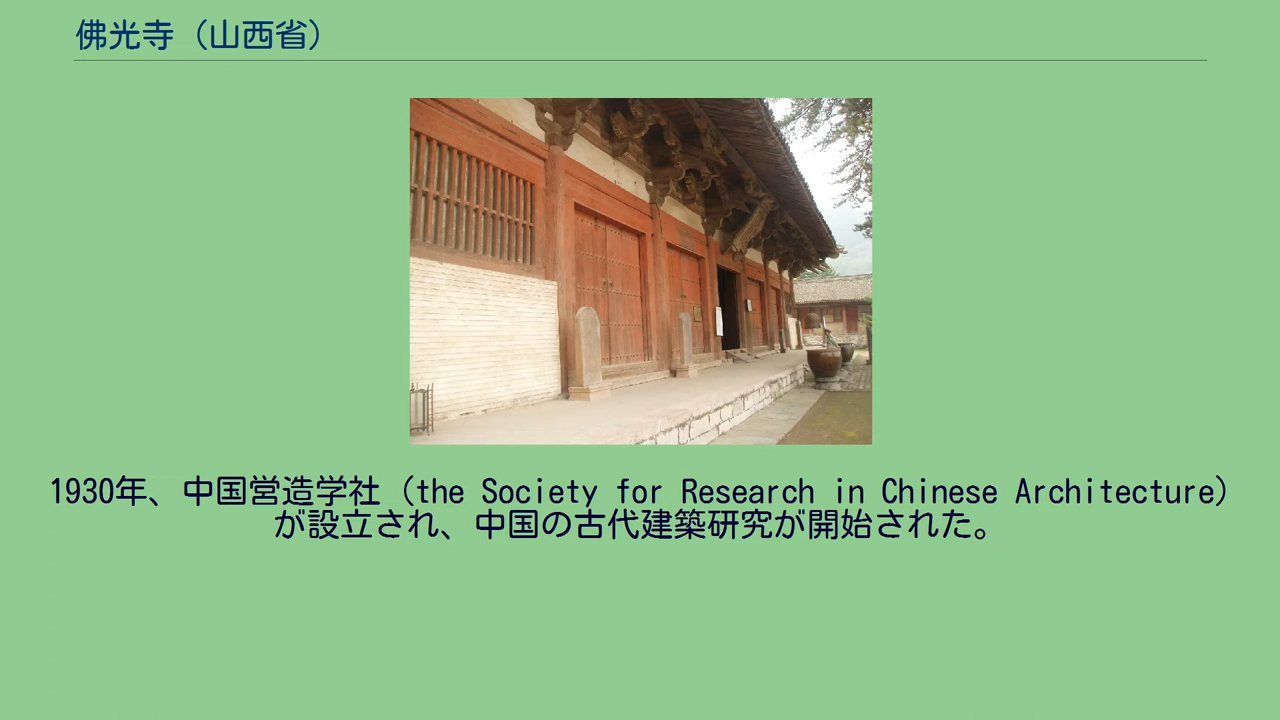 佛光寺（山西省）
1930年、中国営造学社（the Society for Research in Chinese Architecture）
が設立され、中国の古代建築研究が開始された。